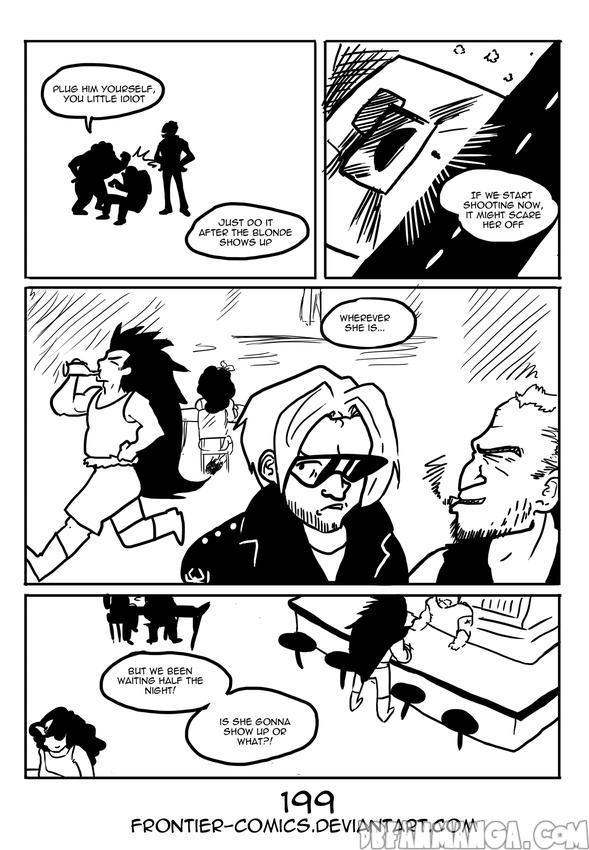 PLUG HIM YOURSELF,
YOU LITTLE IDIOT
JUST DO IT
AFTER THE BLONDE
SHOWS UP
IF WE START
SHOOTING NOW,
IT MIGHT SCARE
HER OFF
WHEREVER
SHE IS...
BUT WE BEEN
WAITING HALF THE
NIGHT!
IS SHE GONNA
SHOW UP OR
WHAT?!
199
FRONTIER-COMICS.DEVIANTART.COM
DBFANMANGA.COM